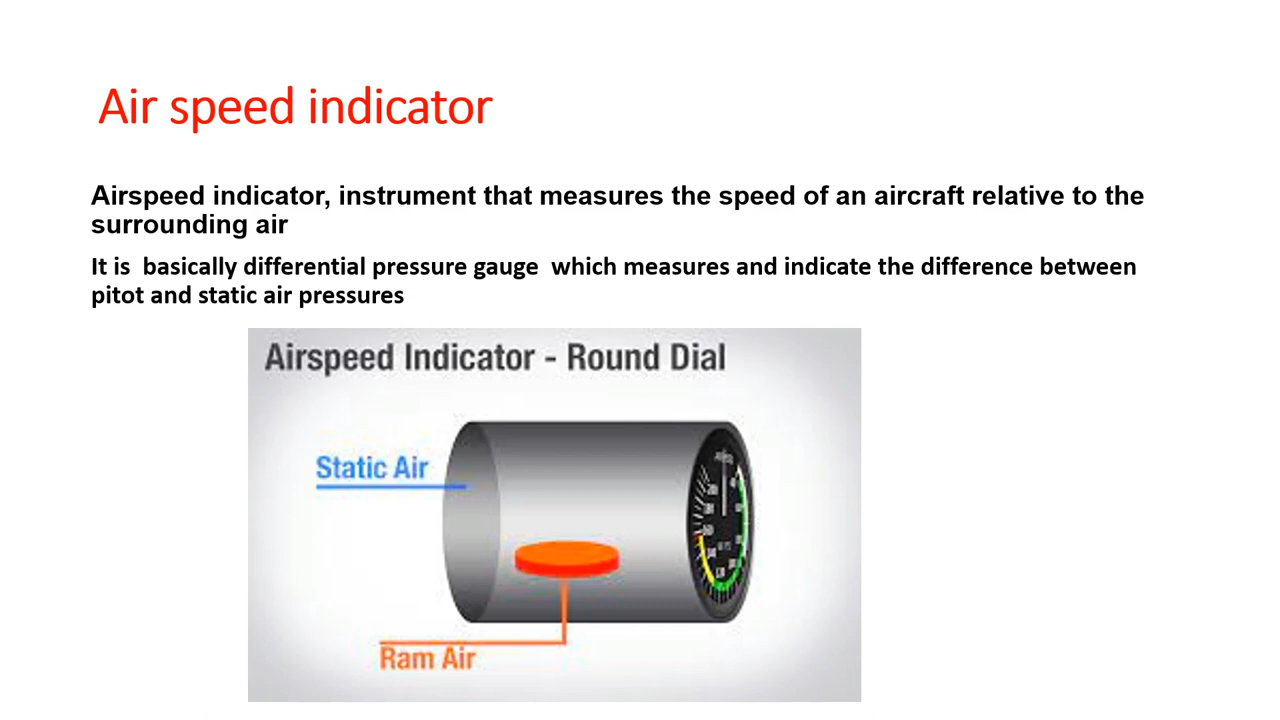 Air speed indicator
Airspeed indicator, instrument that measures the speed of an aircraft relative to the
surrounding air
It is  basically differential pressure gauge  which measures and indicate the difference between
pitot and static air pressures
Airspeed Indicator - Round Dial
Static Air
Ram Air